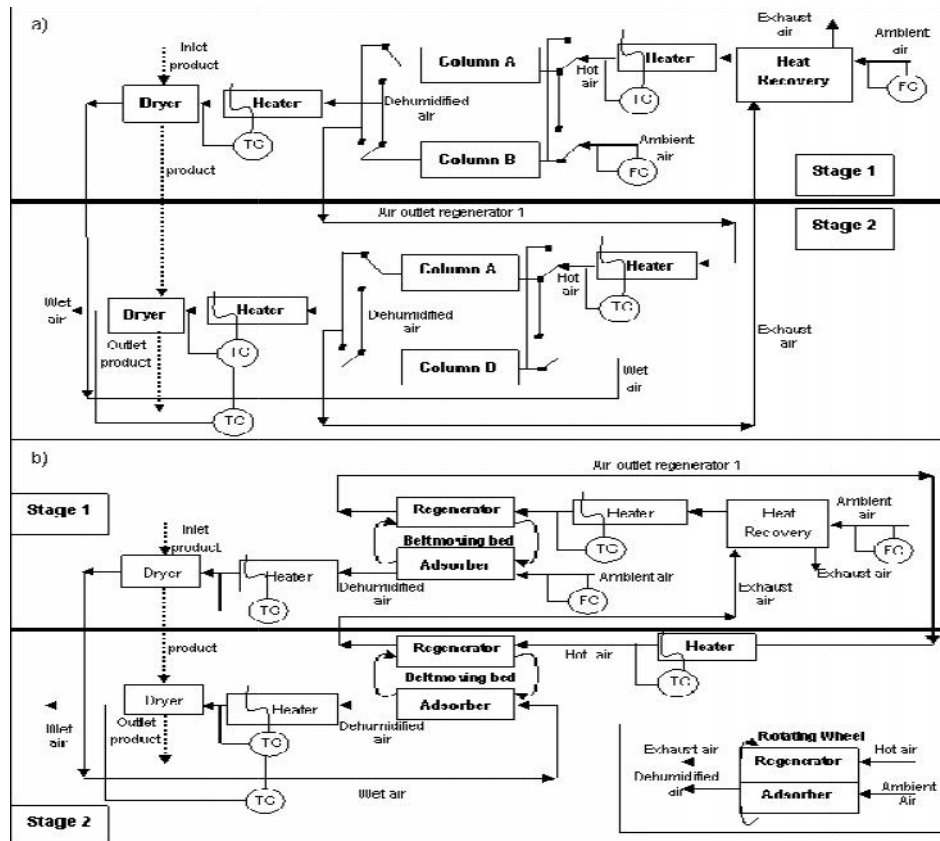 a)
Inlet
product
Dryer
Heater
TC
Dehumidified
air
Column A
Column B
Hot
air
Heater
TC
Ambient
air
FC
Exhaust
air
Heat
Recovery
Ambient
air
FC
Stage 1
product
Air outlet regenerator 1
Stage 2
Wet
air
Dryer
Outlet
product
Heater
TC
TC
Dehumidified
air
Column A
Column D
Hot
air
Heater
TC
Wet
air
Exhaust
air
b)
Stage 1
Air outlet regenerator 1
Inlet
product
Dryer
Heater
TC
Dehumidified
air
Regenerator
Belt moving bed
Adsorber
Heater
TC
Ambient air
FC
Heat
Recovery
Ambient
air
FC
Exhaust air
Exhaust
air
product
Wet
air
Dryer
Outlet
product
Heater
TC
TC
Dehumidified
air
Regenerator
Belt moving bed
Adsorber
Hot air
Heater
TC
Wet air
Stage 2
Rotating Wheel
Exhaust air
Regenerator
Hot air
Dehumidified
air
Adsorber
Ambient
Air